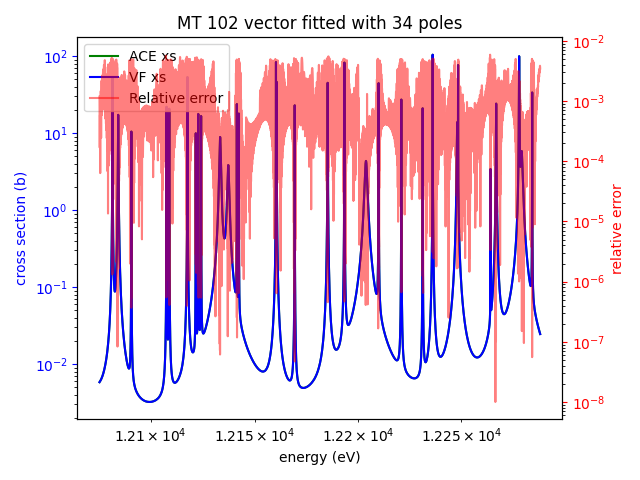 MT 102 vector fitted with 34 poles
ACE xs
VF xs
Relative error
cross section (b)
10²
10¹
10⁰
10⁻¹
10⁻²
relative error
10⁻²
10⁻³
10⁻⁴
10⁻⁵
10⁻⁶
10⁻⁷
10⁻⁸
1.21×10⁴ 1.215×10⁴ 1.22×10⁴ 1.225×10⁴
energy (eV)